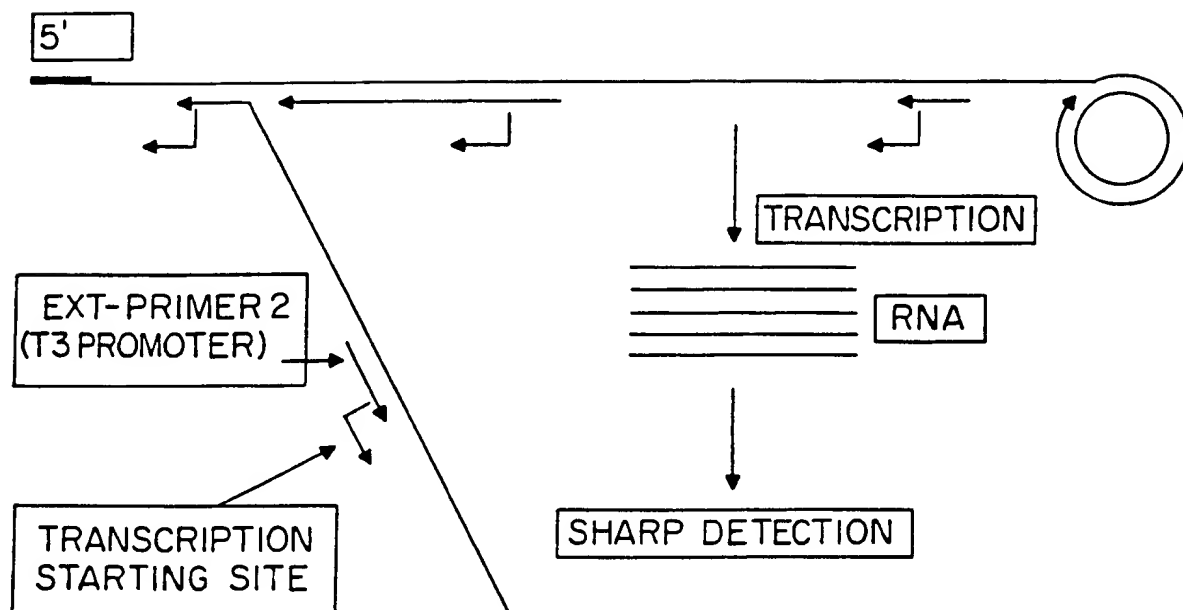 5'
TRANSCRIPTION
EXT-PRIMER 2
(T3 PROMOTER)
RNA
TRANSCRIPTION
STARTING SITE
SHARP DETECTION